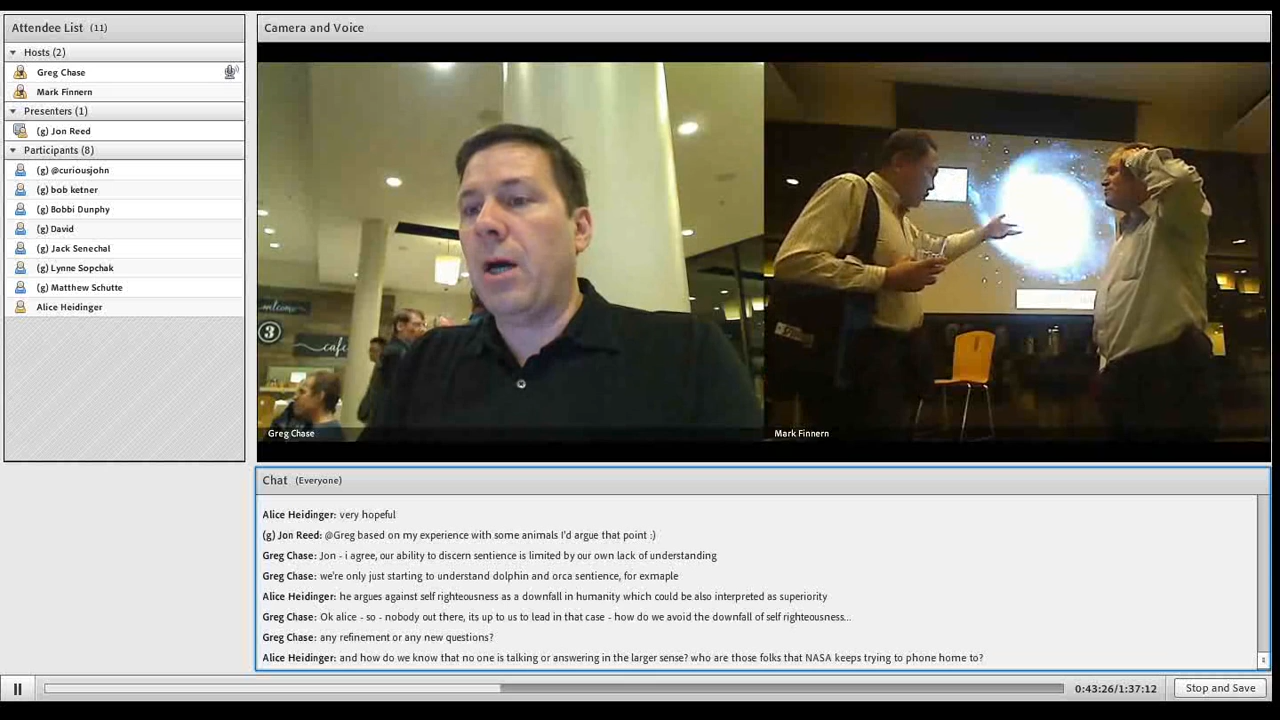 Attendee List (11)
Hosts (2)
Greg Chase
Mark Finnern
Presenters (1)
(g) Jon Reed
Participants (8)
(g) @curiousjohn
(g) bob ketner
(g) Bobbi Dunphy
(g) David
(g) Jack Senechal
(g) Lynne Sopchak
(g) Matthew Schutte
Alice Heidinger
Camera and Voice
welcome
3
cafe
Greg Chase
Mark Finnern
Chat (Everyone)
Alice Heidinger: very hopeful
(g) Jon Reed: @Greg based on my experience with some animals I'd argue that point :)
Greg Chase: Jon - i agree, our ability to discern sentience is limited by our own lack of understanding
Greg Chase: we're only just starting to understand dolphin and orca sentience, for exmaple
Alice Heidinger: he argues against self righteousness as a downfall in humanity which could be also interpreted as superiority
Greg Chase: Ok alice - so - nobody out there, its up to us to lead in that case - how do we avoid the downfall of self righteousness...
Greg Chase: any refinement or any new questions?
Alice Heidinger: and how do we know that no one is talking or answering in the larger sense? who are those folks that NASA keeps trying to phone home to?
0:43:26/1:37:12
Stop and Save